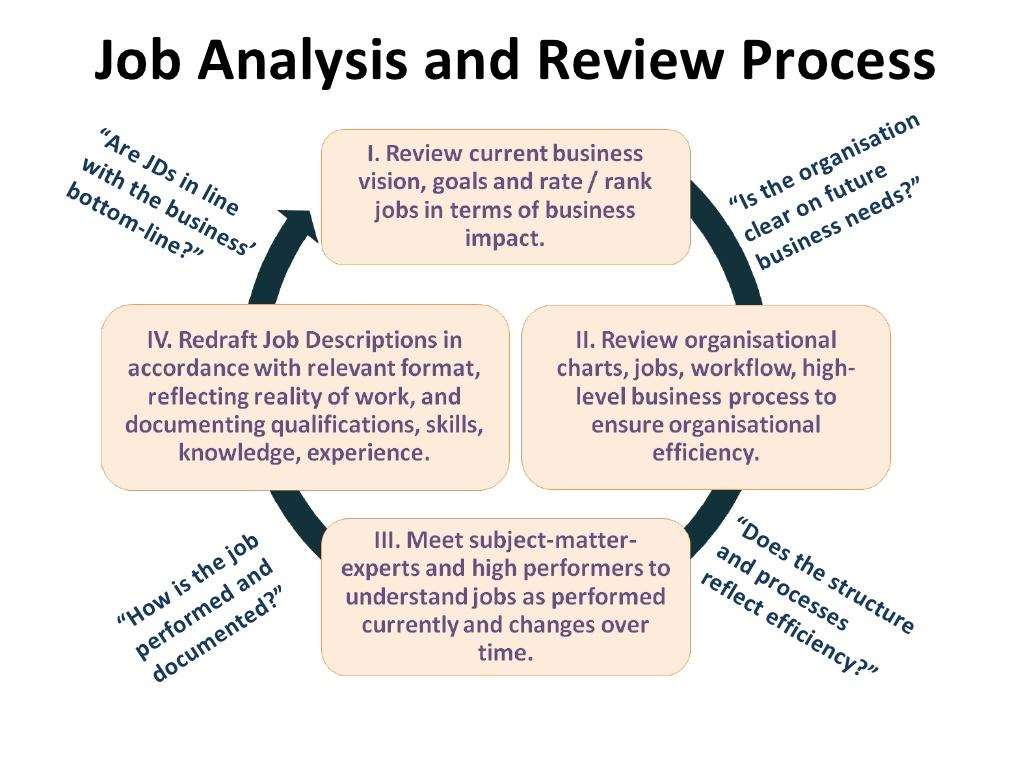 Job Analysis and Review Process
“Are JDs in line
with the business’
bottom-line?”
I. Review current business
vision, goals and rate / rank
jobs in terms of business
impact.
“Is the organisation
clear on future
business needs?”
IV. Redraft Job Descriptions in
accordance with relevant format,
reflecting reality of work, and
documenting qualifications, skills,
knowledge, experience.
II. Review organisational
charts, jobs, workflow, high-
level business process to
ensure organisational
efficiency.
“How is the job
performed and
documented?”
III. Meet subject-matter-
experts and high performers to
understand jobs as performed
currently and changes over
time.
“Does the structure
and processes
reflect efficiency?”